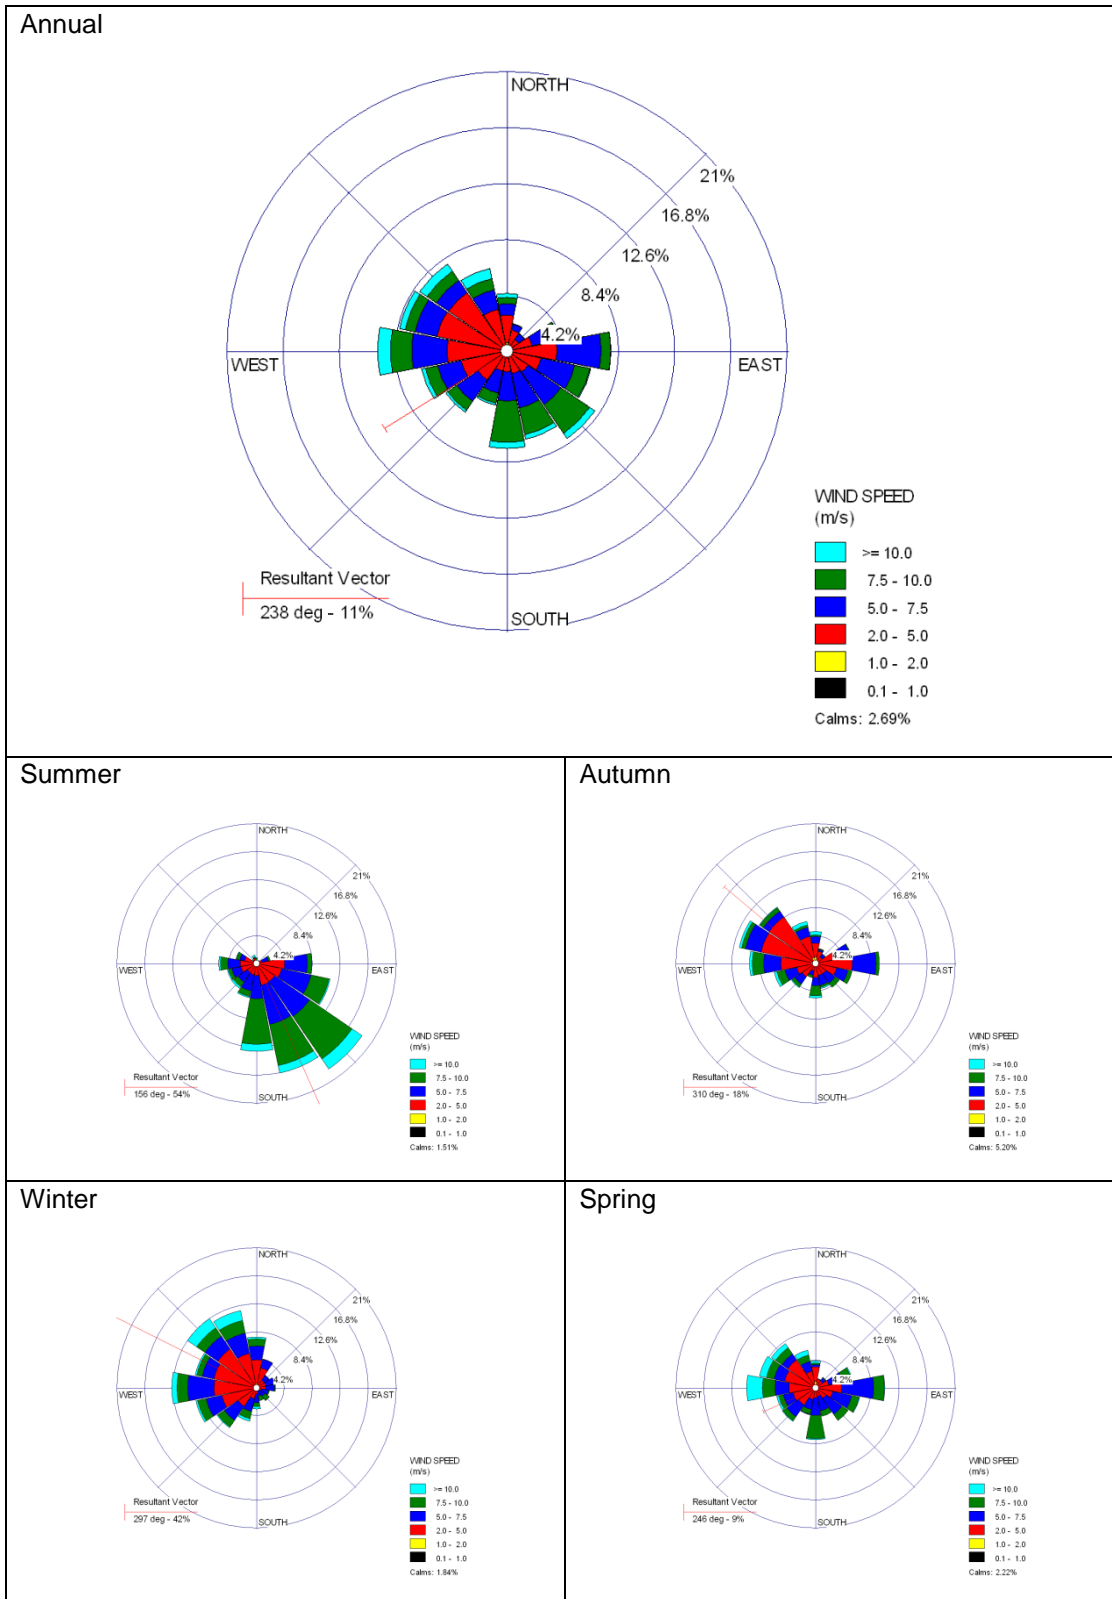 Annual
NORTH
21%
16.8%
12.6%
8.4%
4.2%
WEST
EAST
SOUTH
Resultant Vector
238 deg - 11%
WIND SPEED
(m/s)
>= 10.0
7.5 - 10.0
5.0 - 7.5
2.0 - 5.0
1.0 - 2.0
0.1 - 1.0
Calms: 2.69%
Summer
NORTH
21%
16.8%
12.6%
8.4%
4.2%
WEST
EAST
SOUTH
Resultant Vector
156 deg - 54%
WIND SPEED
(m/s)
>= 10.0
7.5 - 10.0
5.0 - 7.5
2.0 - 5.0
1.0 - 2.0
0.1 - 1.0
Calms: 1.51%
Autumn
NORTH
21%
16.8%
12.6%
8.4%
4.2%
WEST
EAST
SOUTH
Resultant Vector
310 deg - 18%
WIND SPEED
(m/s)
>= 10.0
7.5 - 10.0
5.0 - 7.5
2.0 - 5.0
1.0 - 2.0
0.1 - 1.0
Calms: 5.20%
Winter
NORTH
21%
16.8%
12.6%
8.4%
4.2%
WEST
EAST
SOUTH
Resultant Vector
297 deg - 42%
WIND SPEED
(m/s)
>= 10.0
7.5 - 10.0
5.0 - 7.5
2.0 - 5.0
1.0 - 2.0
0.1 - 1.0
Calms: 1.84%
Spring
NORTH
21%
16.8%
12.6%
8.4%
4.2%
WEST
EAST
SOUTH
Resultant Vector
246 deg - 9%
WIND SPEED
(m/s)
>= 10.0
7.5 - 10.0
5.0 - 7.5
2.0 - 5.0
1.0 - 2.0
0.1 - 1.0
Calms: 2.22%